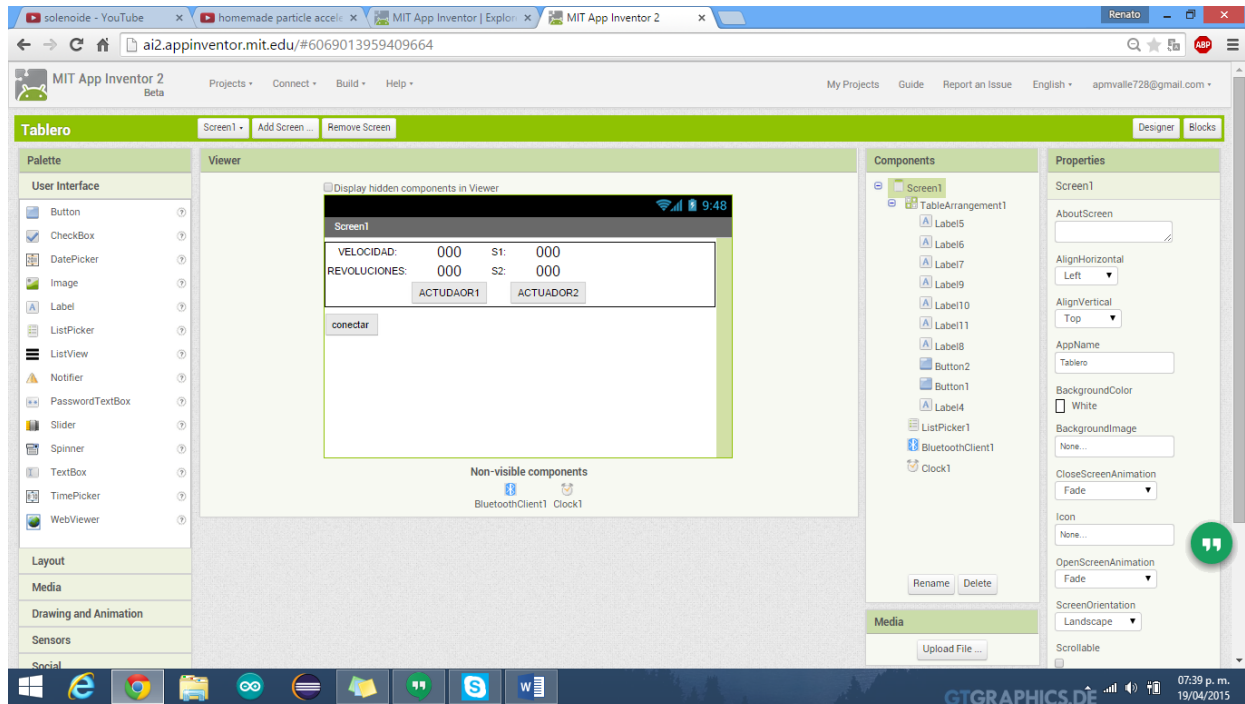 solenoide - YouTube
homemade particle accele
MIT App Inventor | Explor
MIT App Inventor 2
Renato
ai2.appinventor.mit.edu/#6069013959409664
ABP
MIT App Inventor 2
Beta
Projects
Connect
Build
Help
My Projects
Guide
Report an Issue
English
apmvalle728@gmail.com
Tablero
Screen1
Add Screen ...
Remove Screen
Designer
Blocks
Palette
User Interface
Button
CheckBox
DatePicker
Image
Label
ListPicker
ListView
Notifier
PasswordTextBox
Slider
Spinner
TextBox
TimePicker
WebViewer
Layout
Media
Drawing and Animation
Sensors
Social
Viewer
Display hidden components in Viewer
9:48
Screen1
VELOCIDAD: 000 S1: 000
REVOLUCIONES: 000 S2: 000
ACTUDAOR1 ACTUADOR2
conectar
Non-visible components
BluetoothClient1 Clock1
Components
Screen1
TableArrangement1
Label5
Label6
Label7
Label9
Label10
Label11
Label8
Button2
Button1
Label4
ListPicker1
BluetoothClient1
Clock1
Rename Delete
Media
Upload File ...
Properties
Screen1
AboutScreen
AlignHorizontal
Left
AlignVertical
Top
AppName
Tablero
BackgroundColor
White
BackgroundImage
None...
CloseScreenAnimation
Fade
Icon
None...
OpenScreenAnimation
Fade
ScreenOrientation
Landscape
Scrollable
GTGRAPHICS.DE
07:39 p. m.
19/04/2015